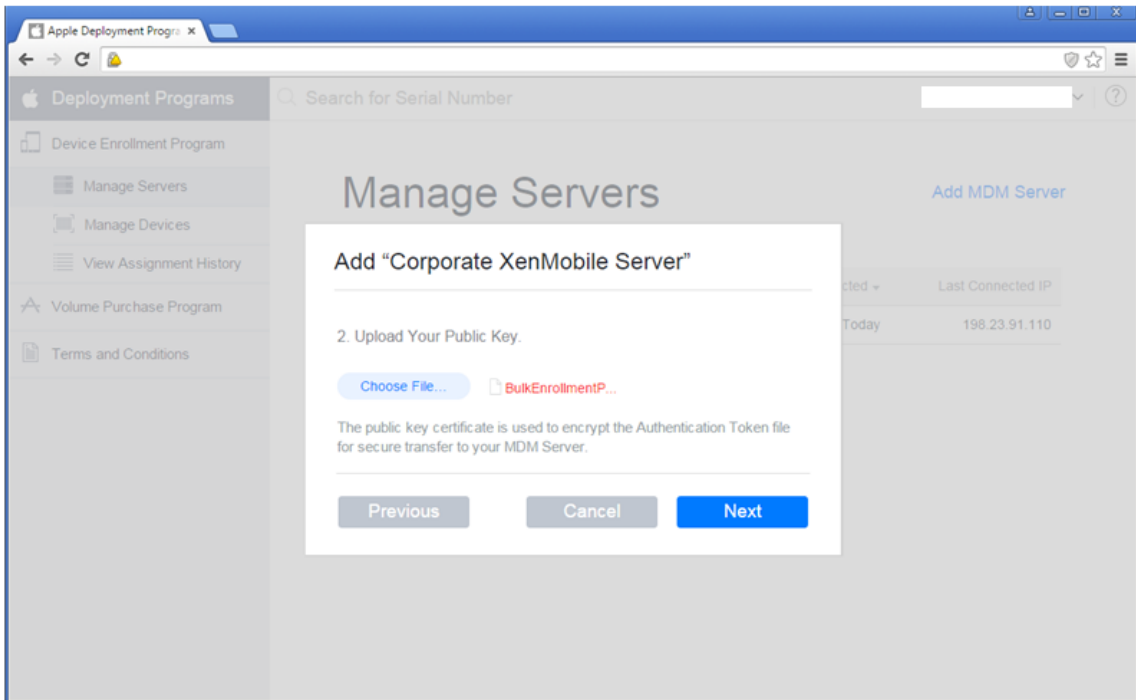 Apple Deployment Progra
Deployment Programs
Search for Serial Number
Device Enrollment Program
Manage Servers
Manage Devices
View Assignment History
Volume Purchase Program
Terms and Conditions
Manage Servers
Add MDM Server
cted
Last Connected IP
Today
198.23.91.110
Add “Corporate XenMobile Server”
2. Upload Your Public Key.
Choose File...
BulkEnrollmentP...
The public key certificate is used to encrypt the Authentication Token file
for secure transfer to your MDM Server.
Previous
Cancel
Next